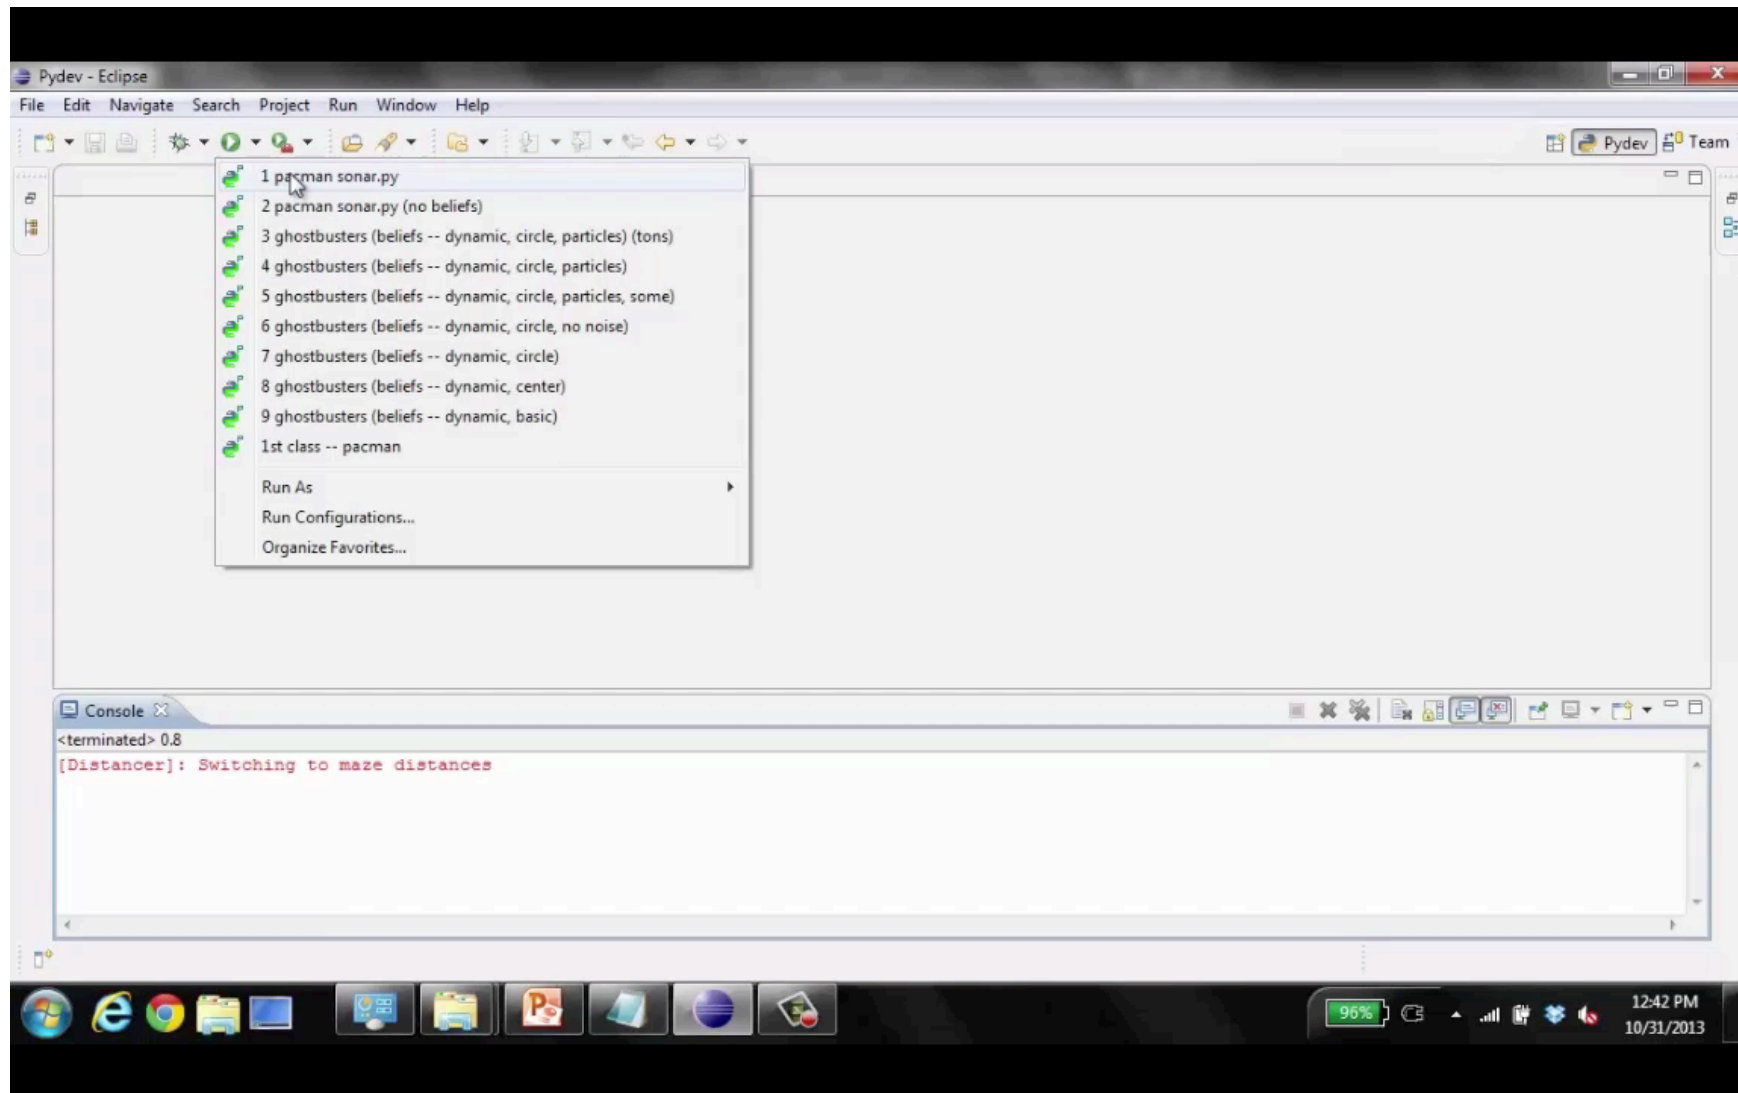 Pydev - Eclipse
File Edit Navigate Search Project Run Window Help
Pydev Team
1 pacman sonar.py
2 pacman sonar.py (no beliefs)
3 ghostbusters (beliefs -- dynamic, circle, particles) (tons)
4 ghostbusters (beliefs -- dynamic, circle, particles)
5 ghostbusters (beliefs -- dynamic, circle, particles, some)
6 ghostbusters (beliefs -- dynamic, circle, no noise)
7 ghostbusters (beliefs -- dynamic, circle)
8 ghostbusters (beliefs -- dynamic, center)
9 ghostbusters (beliefs -- dynamic, basic)
1st class -- pacman
Run As
Run Configurations...
Organize Favorites...
Console
<terminated> 0.8
[Distancer]: Switching to maze distances
96%
12:42 PM
10/31/2013